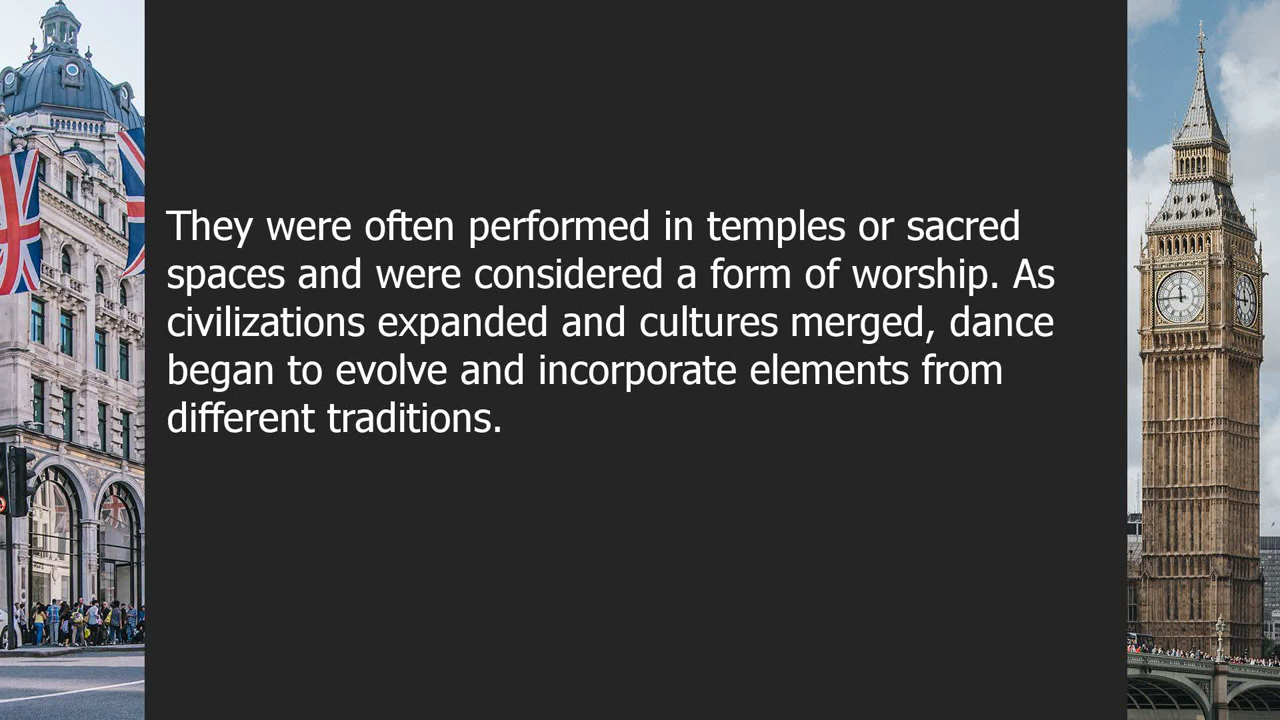 They were often performed in temples or sacred
spaces and were considered a form of worship. As
civilizations expanded and cultures merged, dance
began to evolve and incorporate elements from
different traditions.